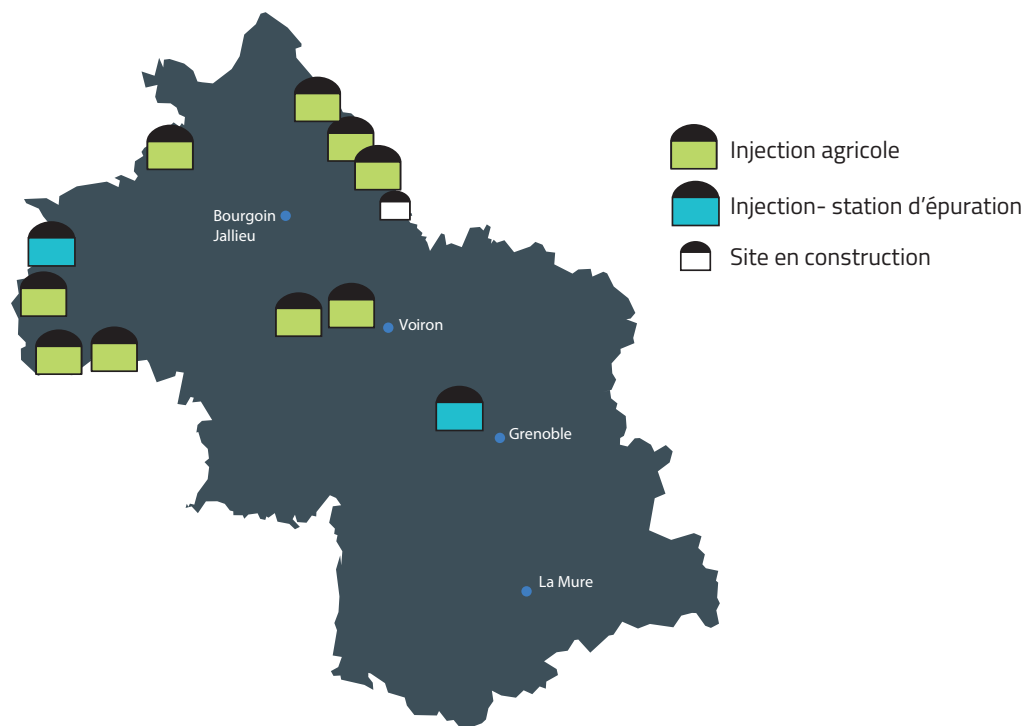 Injection agricole
Injection- station d’épuration
Site en construction
Bourgoin
Jallieu
Voiron
Grenoble
La Mure